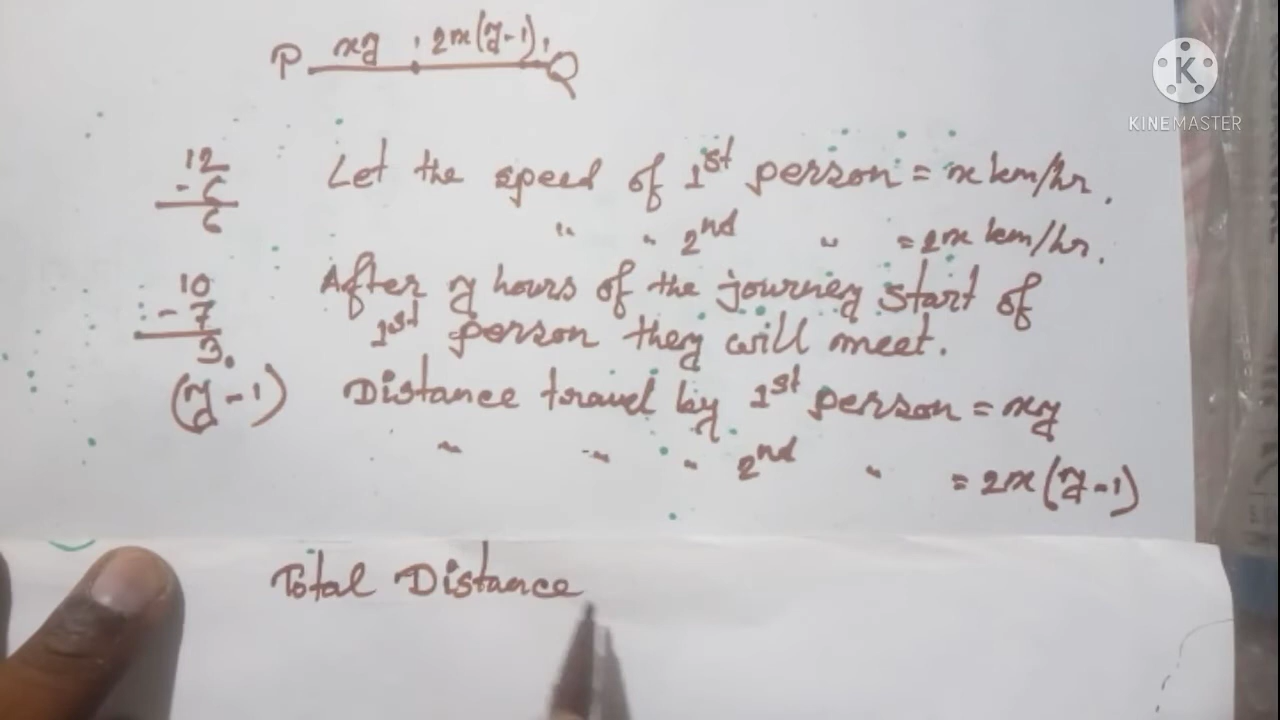 P xy 2x(y-1) Q
12
- 6
6
Let the speed of 1st person = x km/hr.
" " 2nd " = 2x km/hr.
10
- 7
3.
After y hours of the journey start of
1st person they will meet.
(y-1)
Distance travel by 1st person = xy
" " " 2nd " = 2x(y-1)
Total Distance
K
KINEMASTER